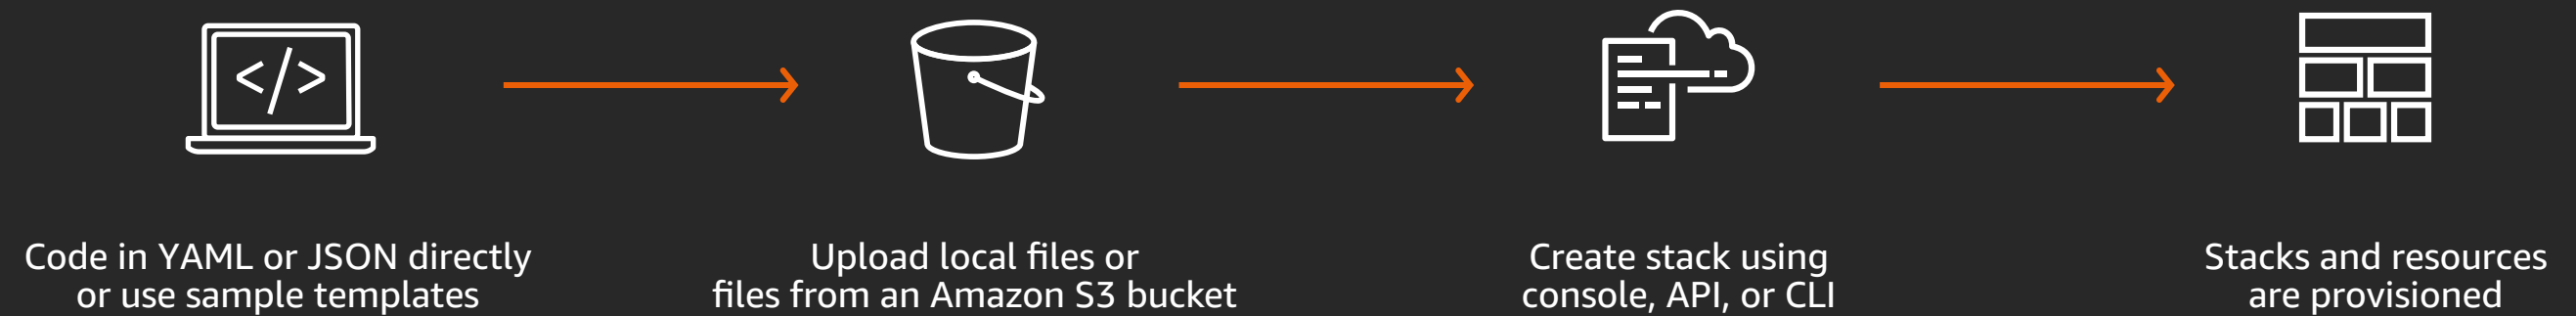 </>
Code in YAML or JSON directly
or use sample templates
Upload local files or
files from an Amazon S3 bucket
Create stack using
console, API, or CLI
Stacks and resources
are provisioned